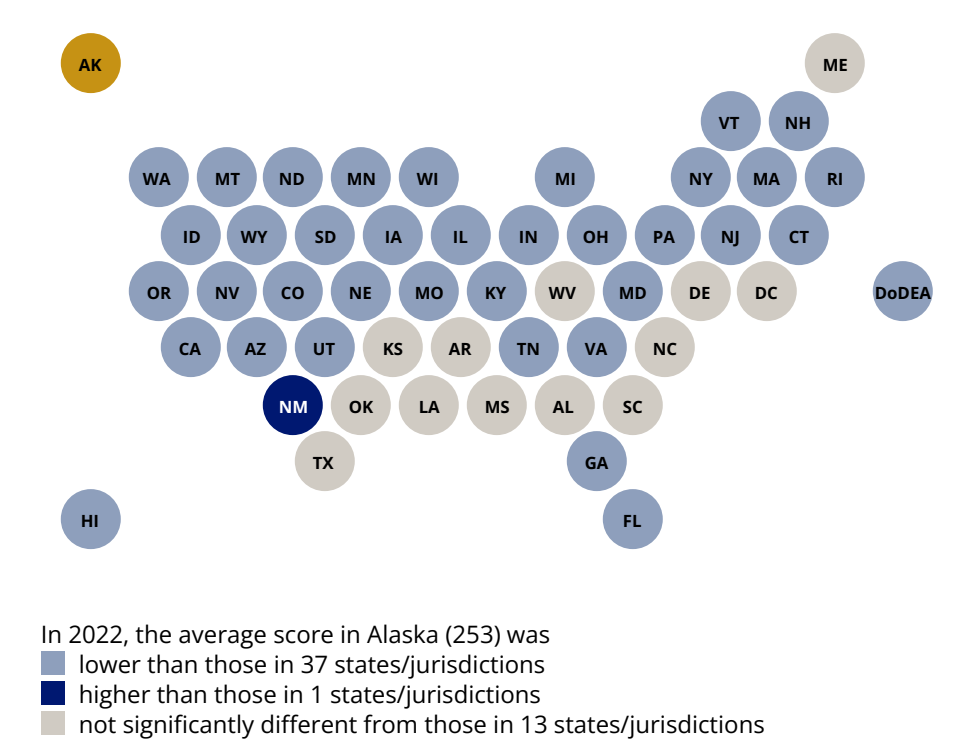 AK ME
VT NH
WA MT ND MN WI MI NY MA RI
ID WY SD IA IL IN OH PA NJ CT
OR NV CO NE MO KY WV MD DE DC DoDEA
CA AZ UT KS AR TN VA NC
NM OK LA MS AL SC
TX GA
HI FL
In 2022, the average score in Alaska (253) was
lower than those in 37 states/jurisdictions
higher than those in 1 states/jurisdictions
not significantly different from those in 13 states/jurisdictions